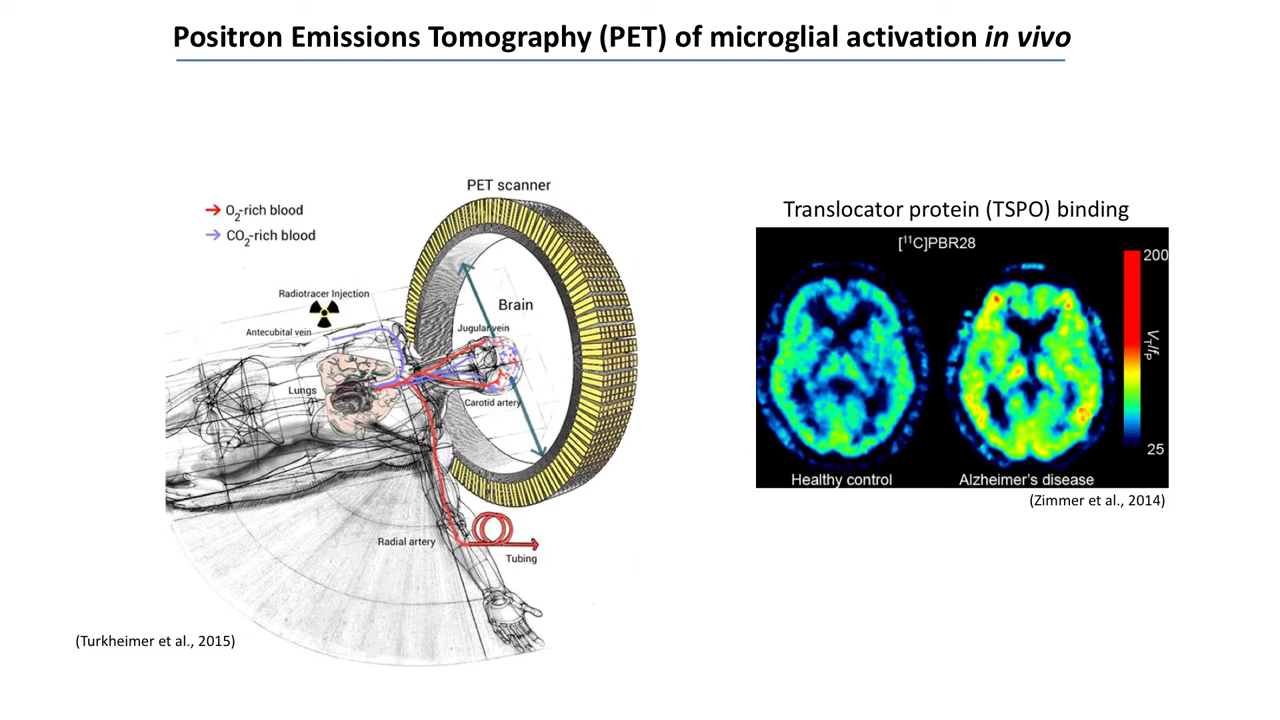 Positron Emissions Tomography (PET) of microglial activation in vivo
PET scanner
O2-rich blood
CO2-rich blood
Radiotracer Injection
Antecubital vein
Brain
Jugular vein
Lungs
Carotid artery
Radial artery
Tubing
(Turkheimer et al., 2015)
Translocator protein (TSPO) binding
[11C]PBR28
200
VT/fP
25
Healthy control
Alzheimer's disease
(Zimmer et al., 2014)